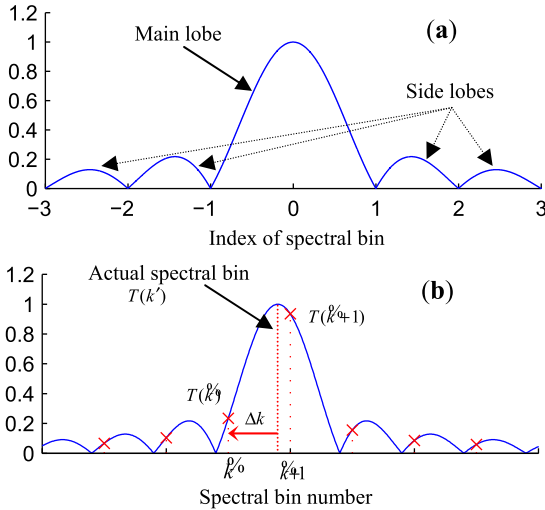 (a)
1.2
1
0.8
0.6
0.4
0.2
0
Main lobe
Side lobes
−3 −2 −1 0 1 2 3
Index of spectral bin
(b)
1.2
1
0.8
0.6
0.4
0.2
0
Actual spectral bin
T(k′)
T(k%+1)
T(k%)
Δk
k%
k%+1
Spectral bin number